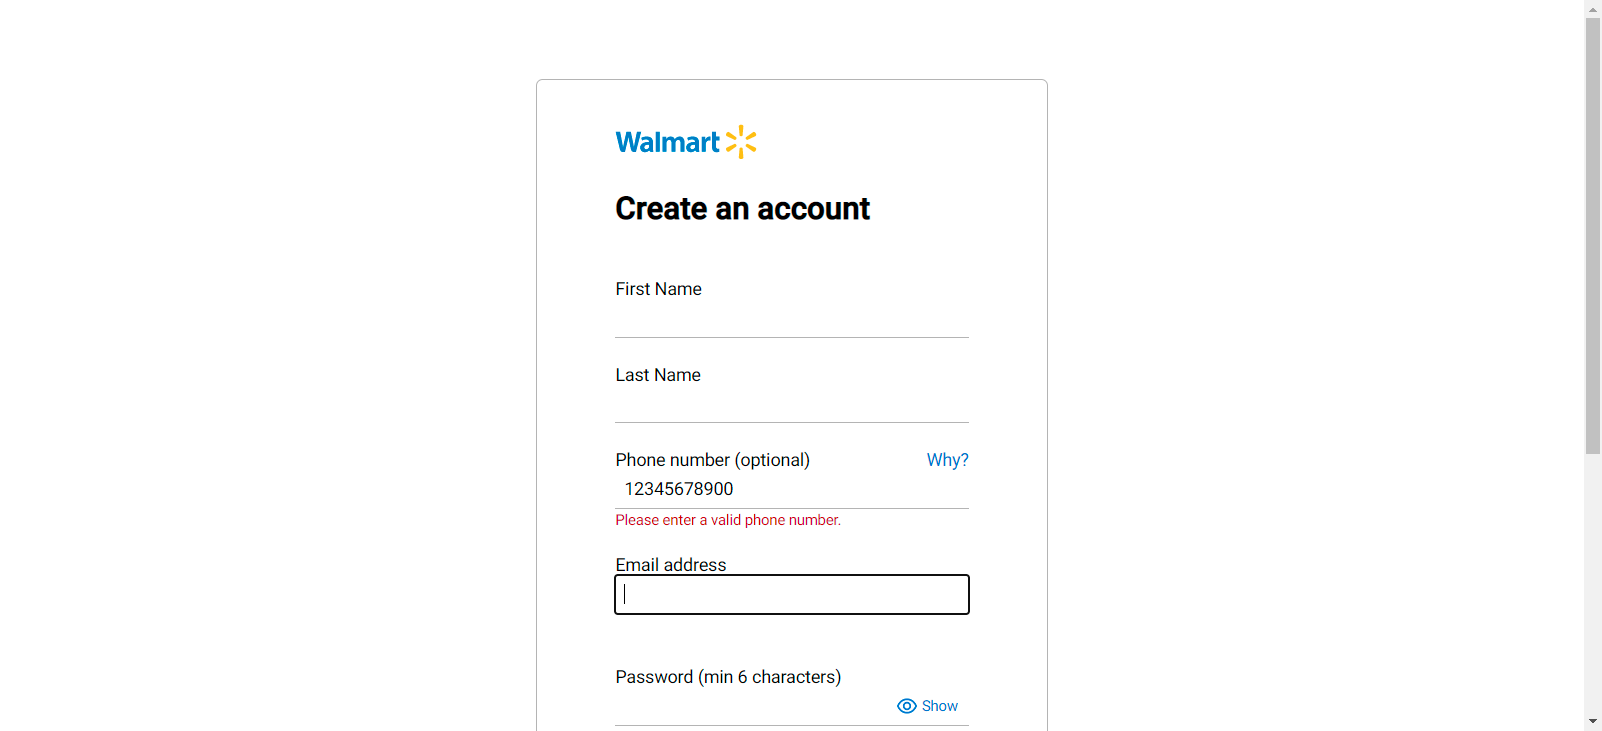 Walmart
Create an account
First Name
Last Name
Phone number (optional) Why?
12345678900
Please enter a valid phone number.
Email address
Password (min 6 characters)
Show